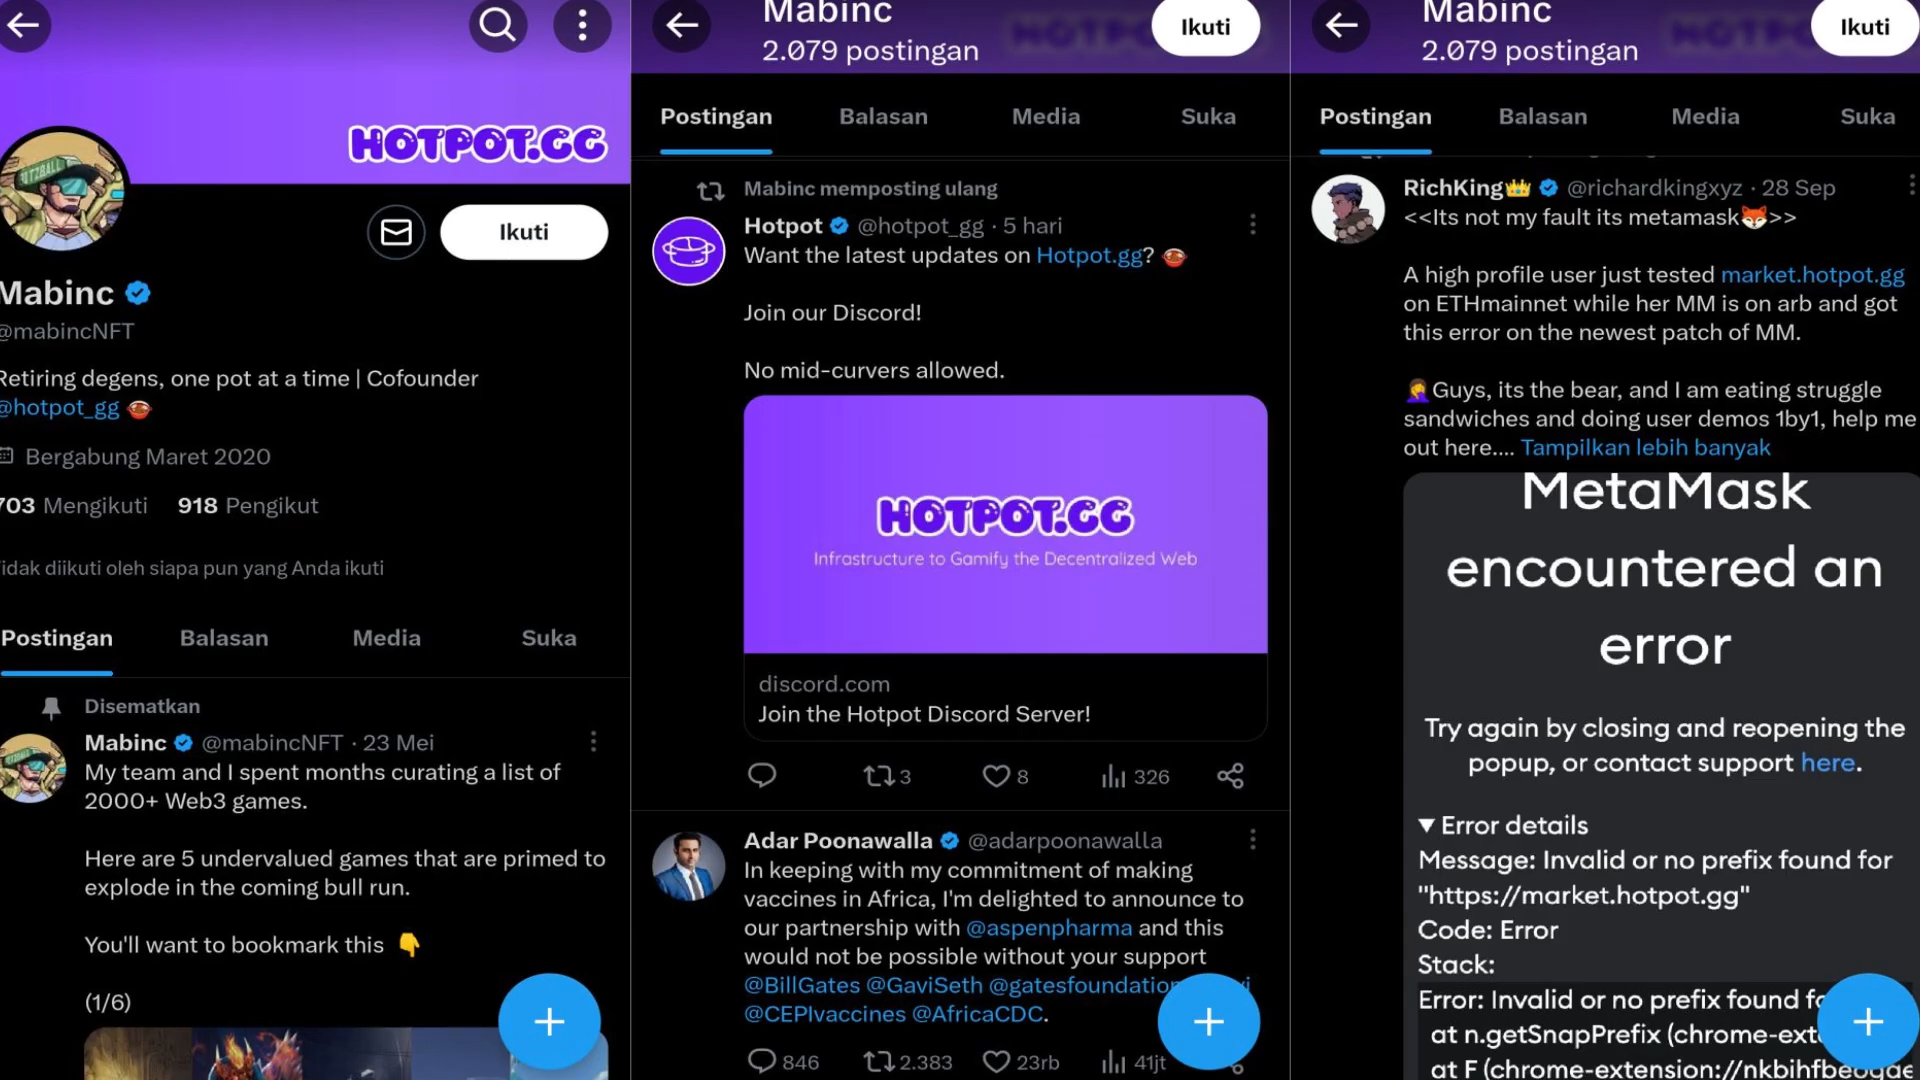 HOTPOT.GG
Ikuti
Mabinc
@mabincNFT
Retiring degens, one pot at a time | Cofounder
@hotpot_gg
Bergabung Maret 2020
703 Mengikuti 918 Pengikut
Tidak diikuti oleh siapa pun yang Anda ikuti
Postingan Balasan Media Suka
Disematkan
Mabinc @mabincNFT · 23 Mei
My team and I spent months curating a list of
2000+ Web3 games.
Here are 5 undervalued games that are primed to
explode in the coming bull run.
You'll want to bookmark this
(1/6)
Mabinc
2.079 postingan
Ikuti
Postingan Balasan Media Suka
Mabinc memposting ulang
Hotpot @hotpot_gg · 5 hari
Want the latest updates on Hotpot.gg?
Join our Discord!
No mid-curvers allowed.
HOTPOT.GG
Infrastructure to Gamify the Decentralized Web
discord.com
Join the Hotpot Discord Server!
3 8 326
Adar Poonawalla @adarpoonawalla
In keeping with my commitment of making
vaccines in Africa, I'm delighted to announce to
our partnership with @aspenpharma and this
would not be possible without your support
@BillGates @GaviSeth @gatesfoundation
@CEPIvaccines @AfricaCDC.
846 2.383 23rb 41jt
Mabinc
2.079 postingan
Ikuti
Postingan Balasan Media Suka
RichKing @richardkingxyz · 28 Sep
<<Its not my fault its metamask>>
A high profile user just tested market.hotpot.gg
on ETHmainnet while her MM is on arb and got
this error on the newest patch of MM.
Guys, its the bear, and I am eating struggle
sandwiches and doing user demos 1by1, help me
out here.... Tampilkan lebih banyak
MetaMask
encountered an
error
Try again by closing and reopening the
popup, or contact support here.
Error details
Message: Invalid or no prefix found for
"https://market.hotpot.gg"
Code: Error
Stack:
Error: Invalid or no prefix found
at n.getSnapPrefix (chrome-ext
at F (chrome-extension://